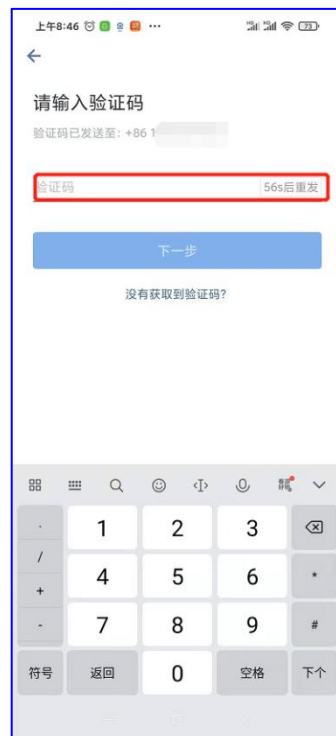 上午8:46
73
请输入验证码
验证码已发送至：+86 1
验证码 56s后重发
下一步
没有获取到验证码?
· 1 2 3
/ 4 5 6 *
+
- 7 8 9 #
符号 返回 0 空格 下个